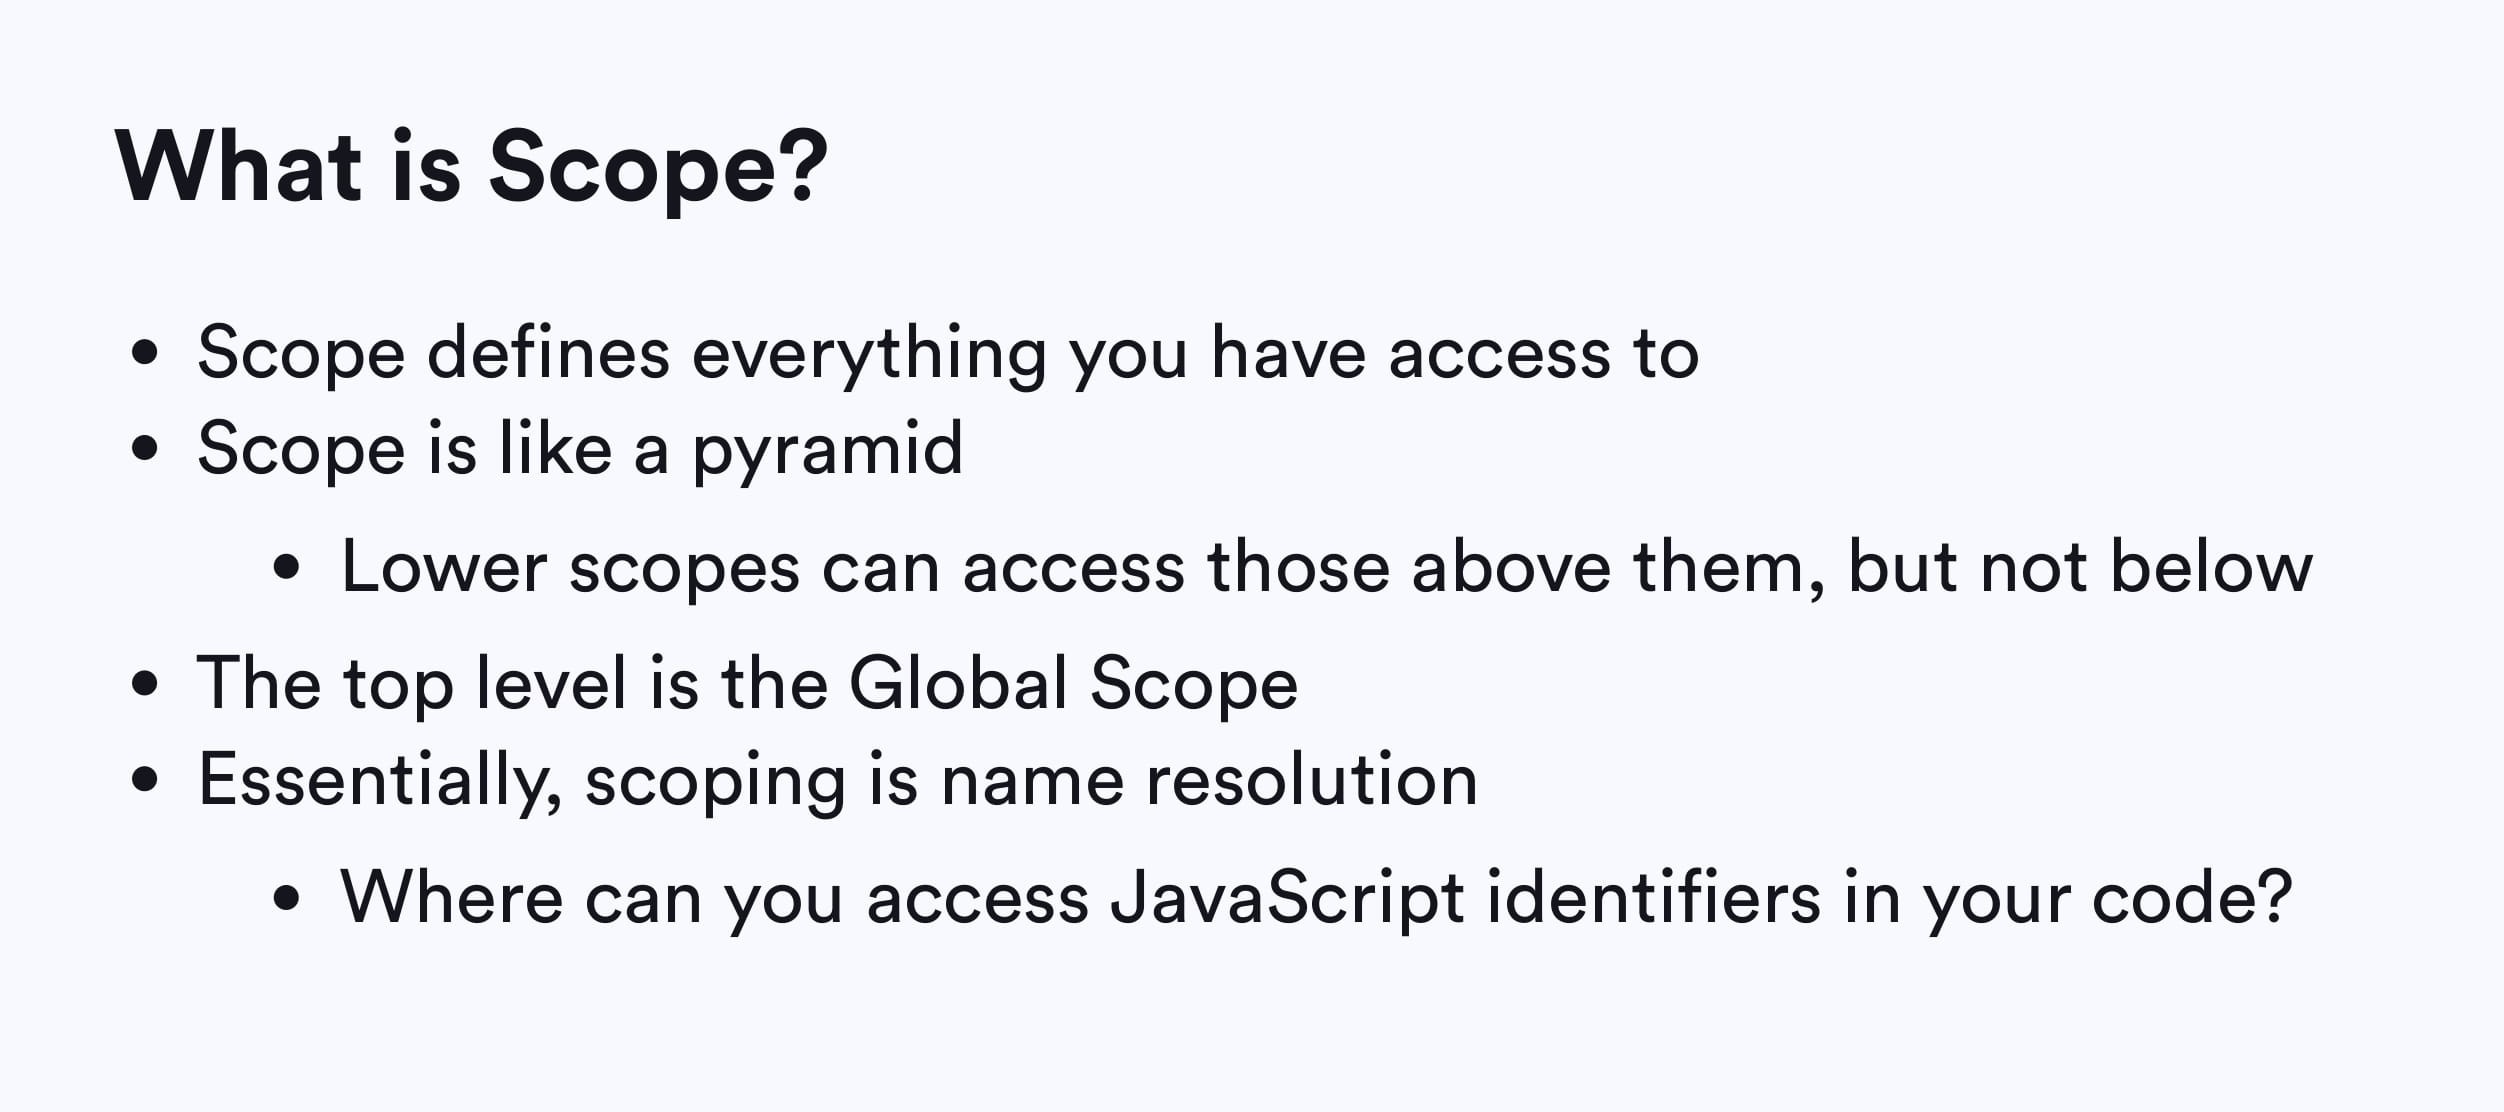 What is Scope?
• Scope defines everything you have access to
• Scope is like a pyramid
• Lower scopes can access those above them, but not below
• The top level is the Global Scope
• Essentially, scoping is name resolution
• Where can you access JavaScript identifiers in your code?